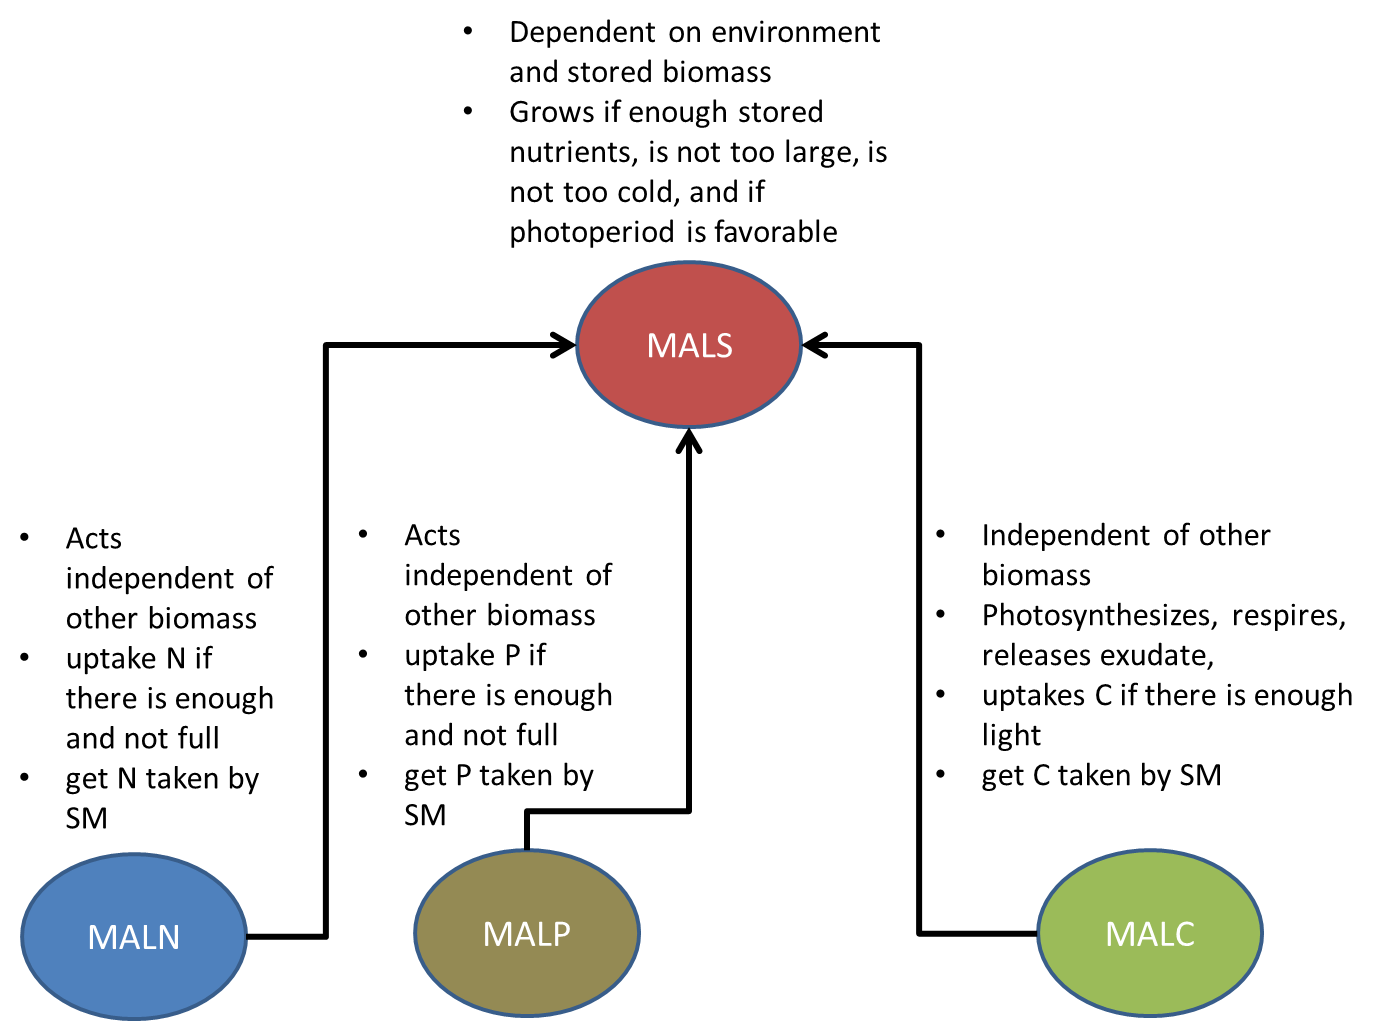 • Dependent on environment
and stored biomass
• Grows if enough stored
nutrients, is not too large, is
not too cold, and if
photoperiod is favorable
MALS
• Acts
independent of
other biomass
• uptake N if
there is enough
and not full
• get N taken by
SM
• Acts
independent of
other biomass
• uptake P if
there is enough
and not full
• get P taken by
SM
• Independent of other
biomass
• Photosynthesizes, respires,
releases exudate,
• uptakes C if there is enough
light
• get C taken by SM
MALN
MALP
MALC